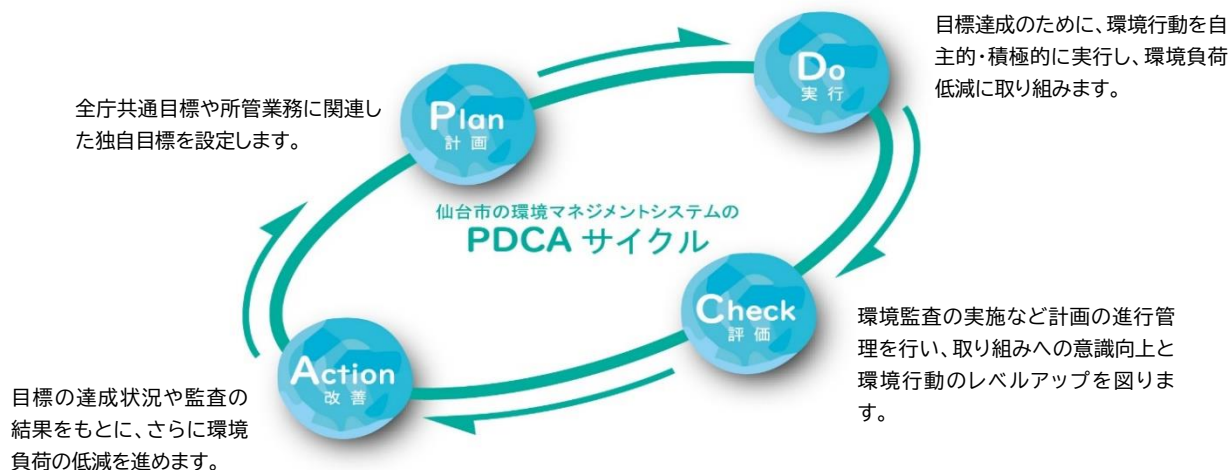 目標達成のために、環境行動を自
主的・積極的に実行し、環境負荷
低減に取り組みます。
Do
実行
全庁共通目標や所管業務に関連し
た独自目標を設定します。
Plan
計画
仙台市の環境マネジメントシステムの
PDCA サイクル
Check
評価
環境監査の実施など計画の進行管
理を行い、取り組みへの意識向上と
環境行動のレベルアップを図りま
す。
Action
改善
目標の達成状況や監査の
結果をもとに、さらに環境
負荷の低減を進めます。